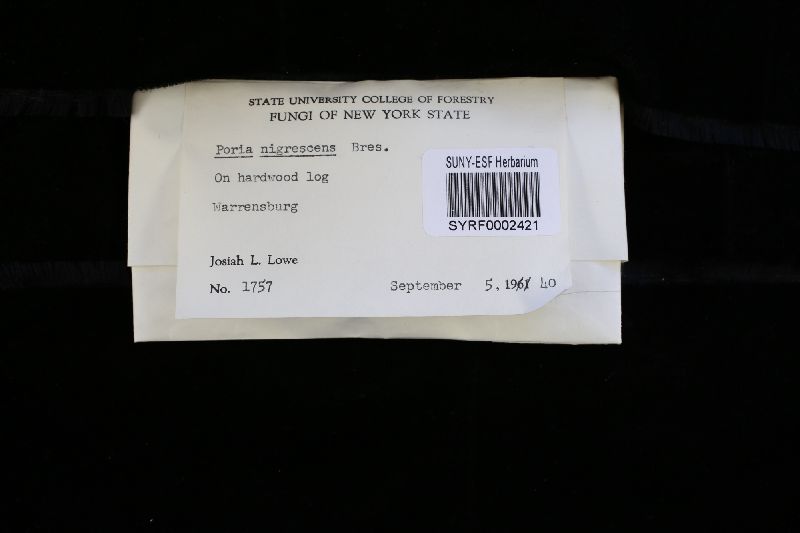 STATE UNIVERSITY COLLEGE OF FORESTRY
FUNGI OF NEW YORK STATE
Poria nigrescens Bres.
On hardwood log
Warrensburg
SUNY-ESF Herbarium
SYRF0002421
Josiah L. Lowe
No. 1757
September 5, 1961 40